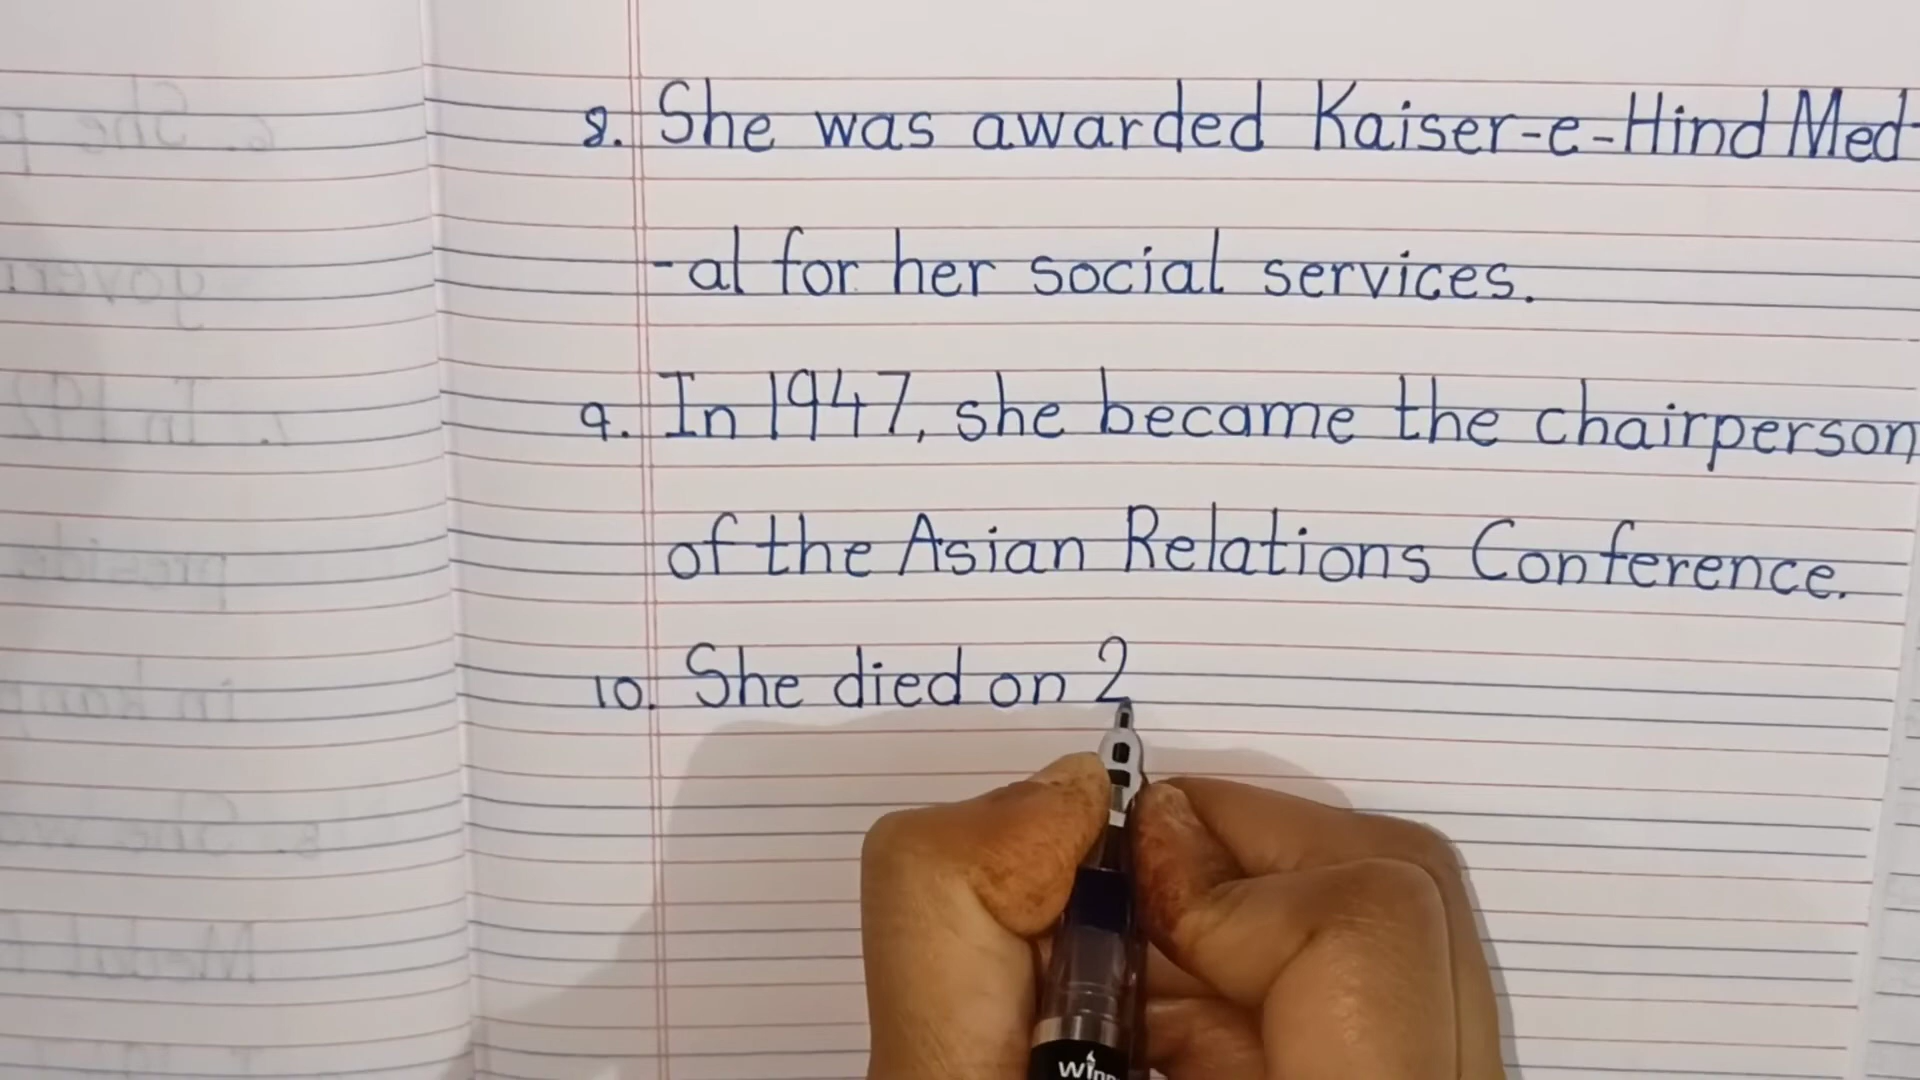 8. She was awarded Kaiser-e-Hind Med-
-al for her social services.
9. In 1947, she became the chairperson
of the Asian Relations Conference.
10. She died on 2